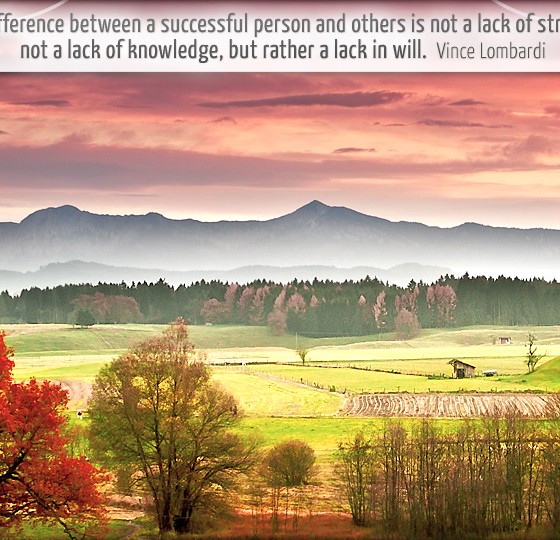 fference between a successful person and others is not a lack of str
not a lack of knowledge, but rather a lack in will. Vince Lombardi